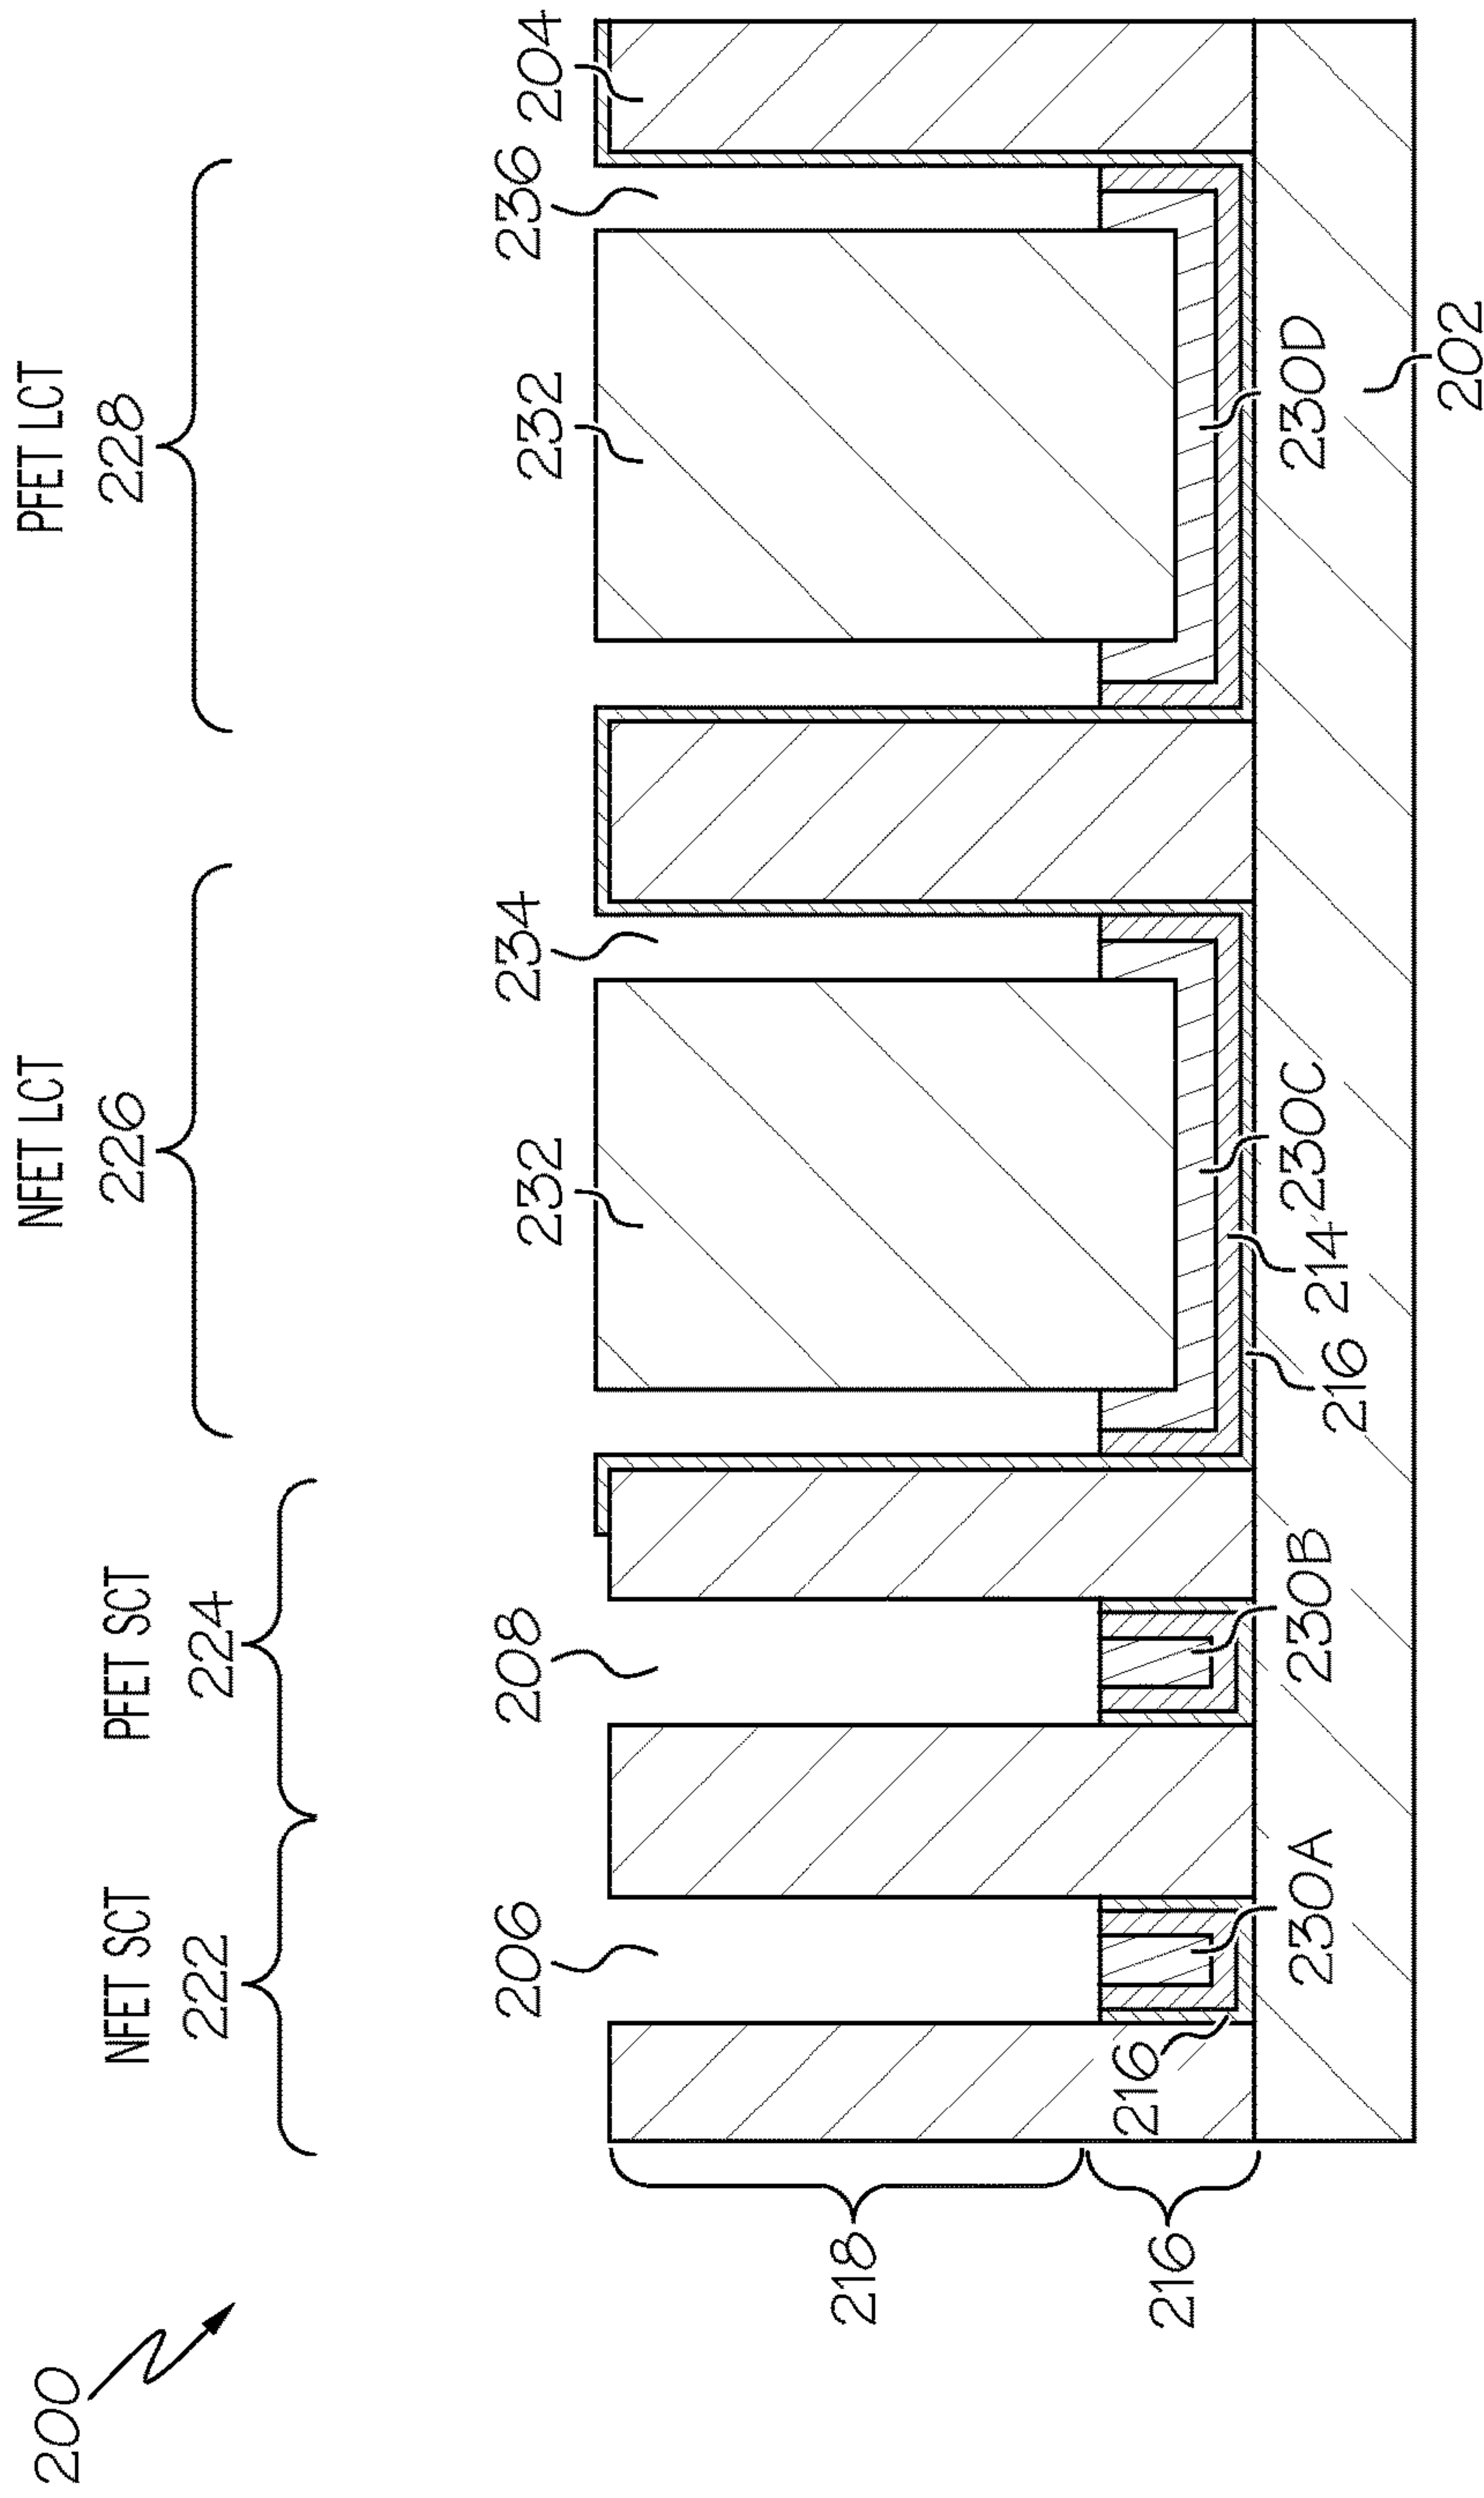 200
NFET SCT
222
PFET SCT
224
NFET LCT
226
PFET LCT
228
206
208
232
234
232
236
204
218
216
216
230A
230B
216
214
230C
230D
202